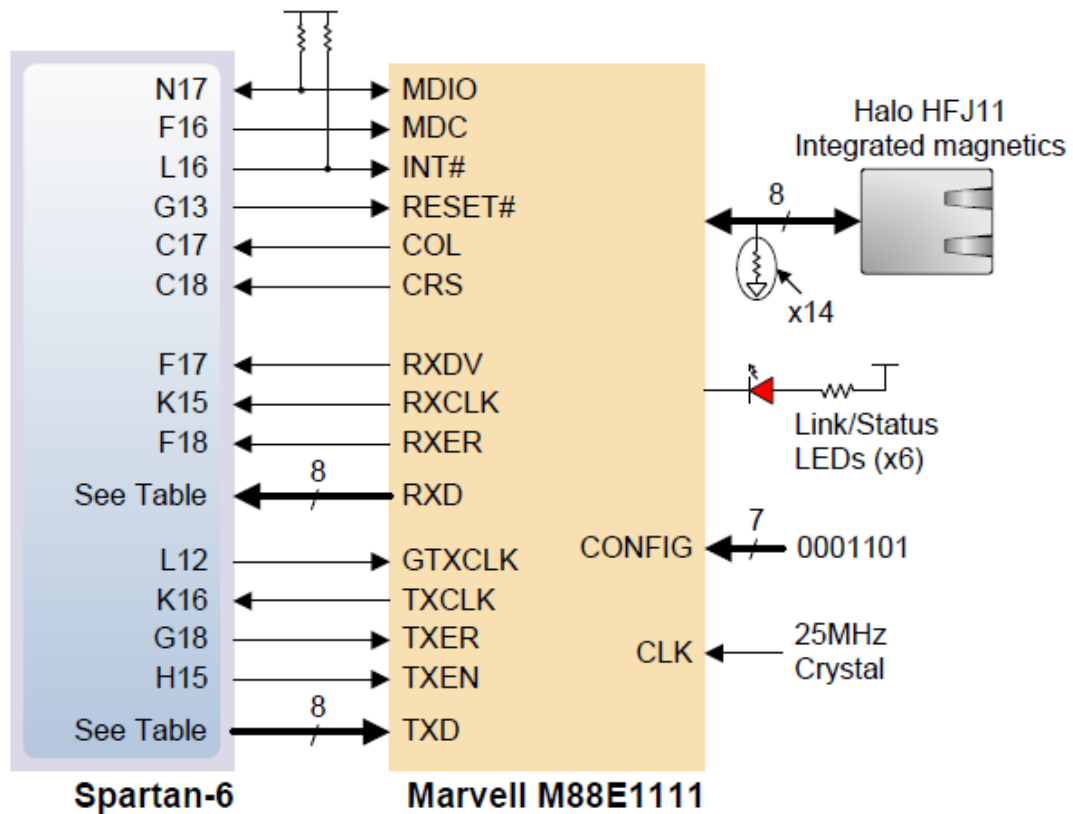 N17 MDIO
F16 MDC
L16 INT#
G13 RESET#
C17 COL
C18 CRS
F17 RXDV
K15 RXCLK
F18 RXER
8
See Table RXD
L12 GTXCLK
K16 TXCLK
G18 TXER
H15 TXEN
8
See Table TXD
Spartan-6
Marvell M88E1111
Halo HFJ11
Integrated magnetics
8
x14
Link/Status
LEDs (x6)
7
CONFIG 0001101
CLK
25MHz
Crystal